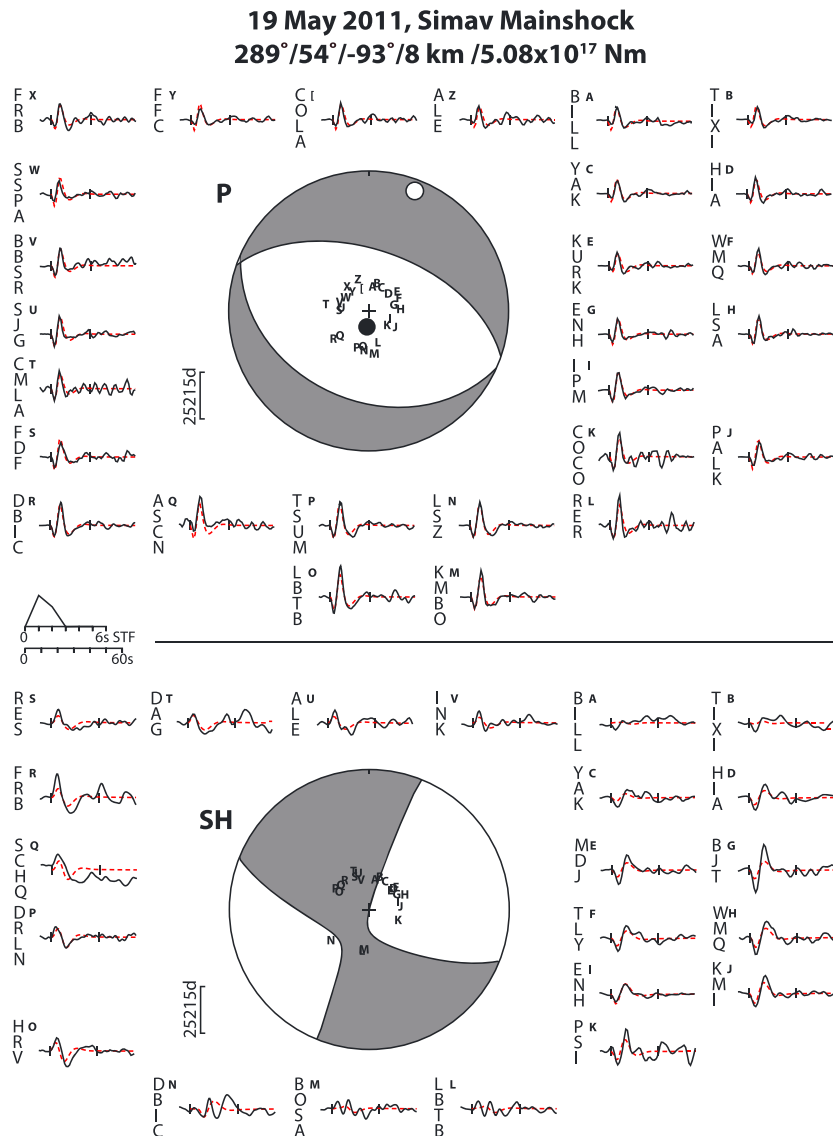 19 May 2011, Simav Mainshock
289°/54°/-93°/8 km /5.08x10¹⁷ Nm
FRB X
FFC Y
COLA [
ALE Z
BILL A
TIXI B
SSPA W
P
YAK C
HIA D
BBSR V
KURK E
WMQ F
SJG U
ENH G
LSA H
CMLA T
IPM I
25215d
FDF S
COCO K
PALK J
DBIC R
ASCN Q
TSUM P
LSZ N
RER L
LBTB O
KMBO M
Z [ A B C D E F G H I J K L M N O P Q R S T U V W X Y
0 6s STF
0 60s
RES S
DAG T
ALE U
INK V
BILL A
TIXI B
FRB R
SH
YAK C
HIA D
SCHQ Q
MDJ E
BJT G
DRLN P
TLY F
WMQ H
ENH I
KMI J
25215d
HRV O
PSI K
T U S V R Q P O A B C D E F G H I J K N M L
DBIC N
BOSA M
LBTB L